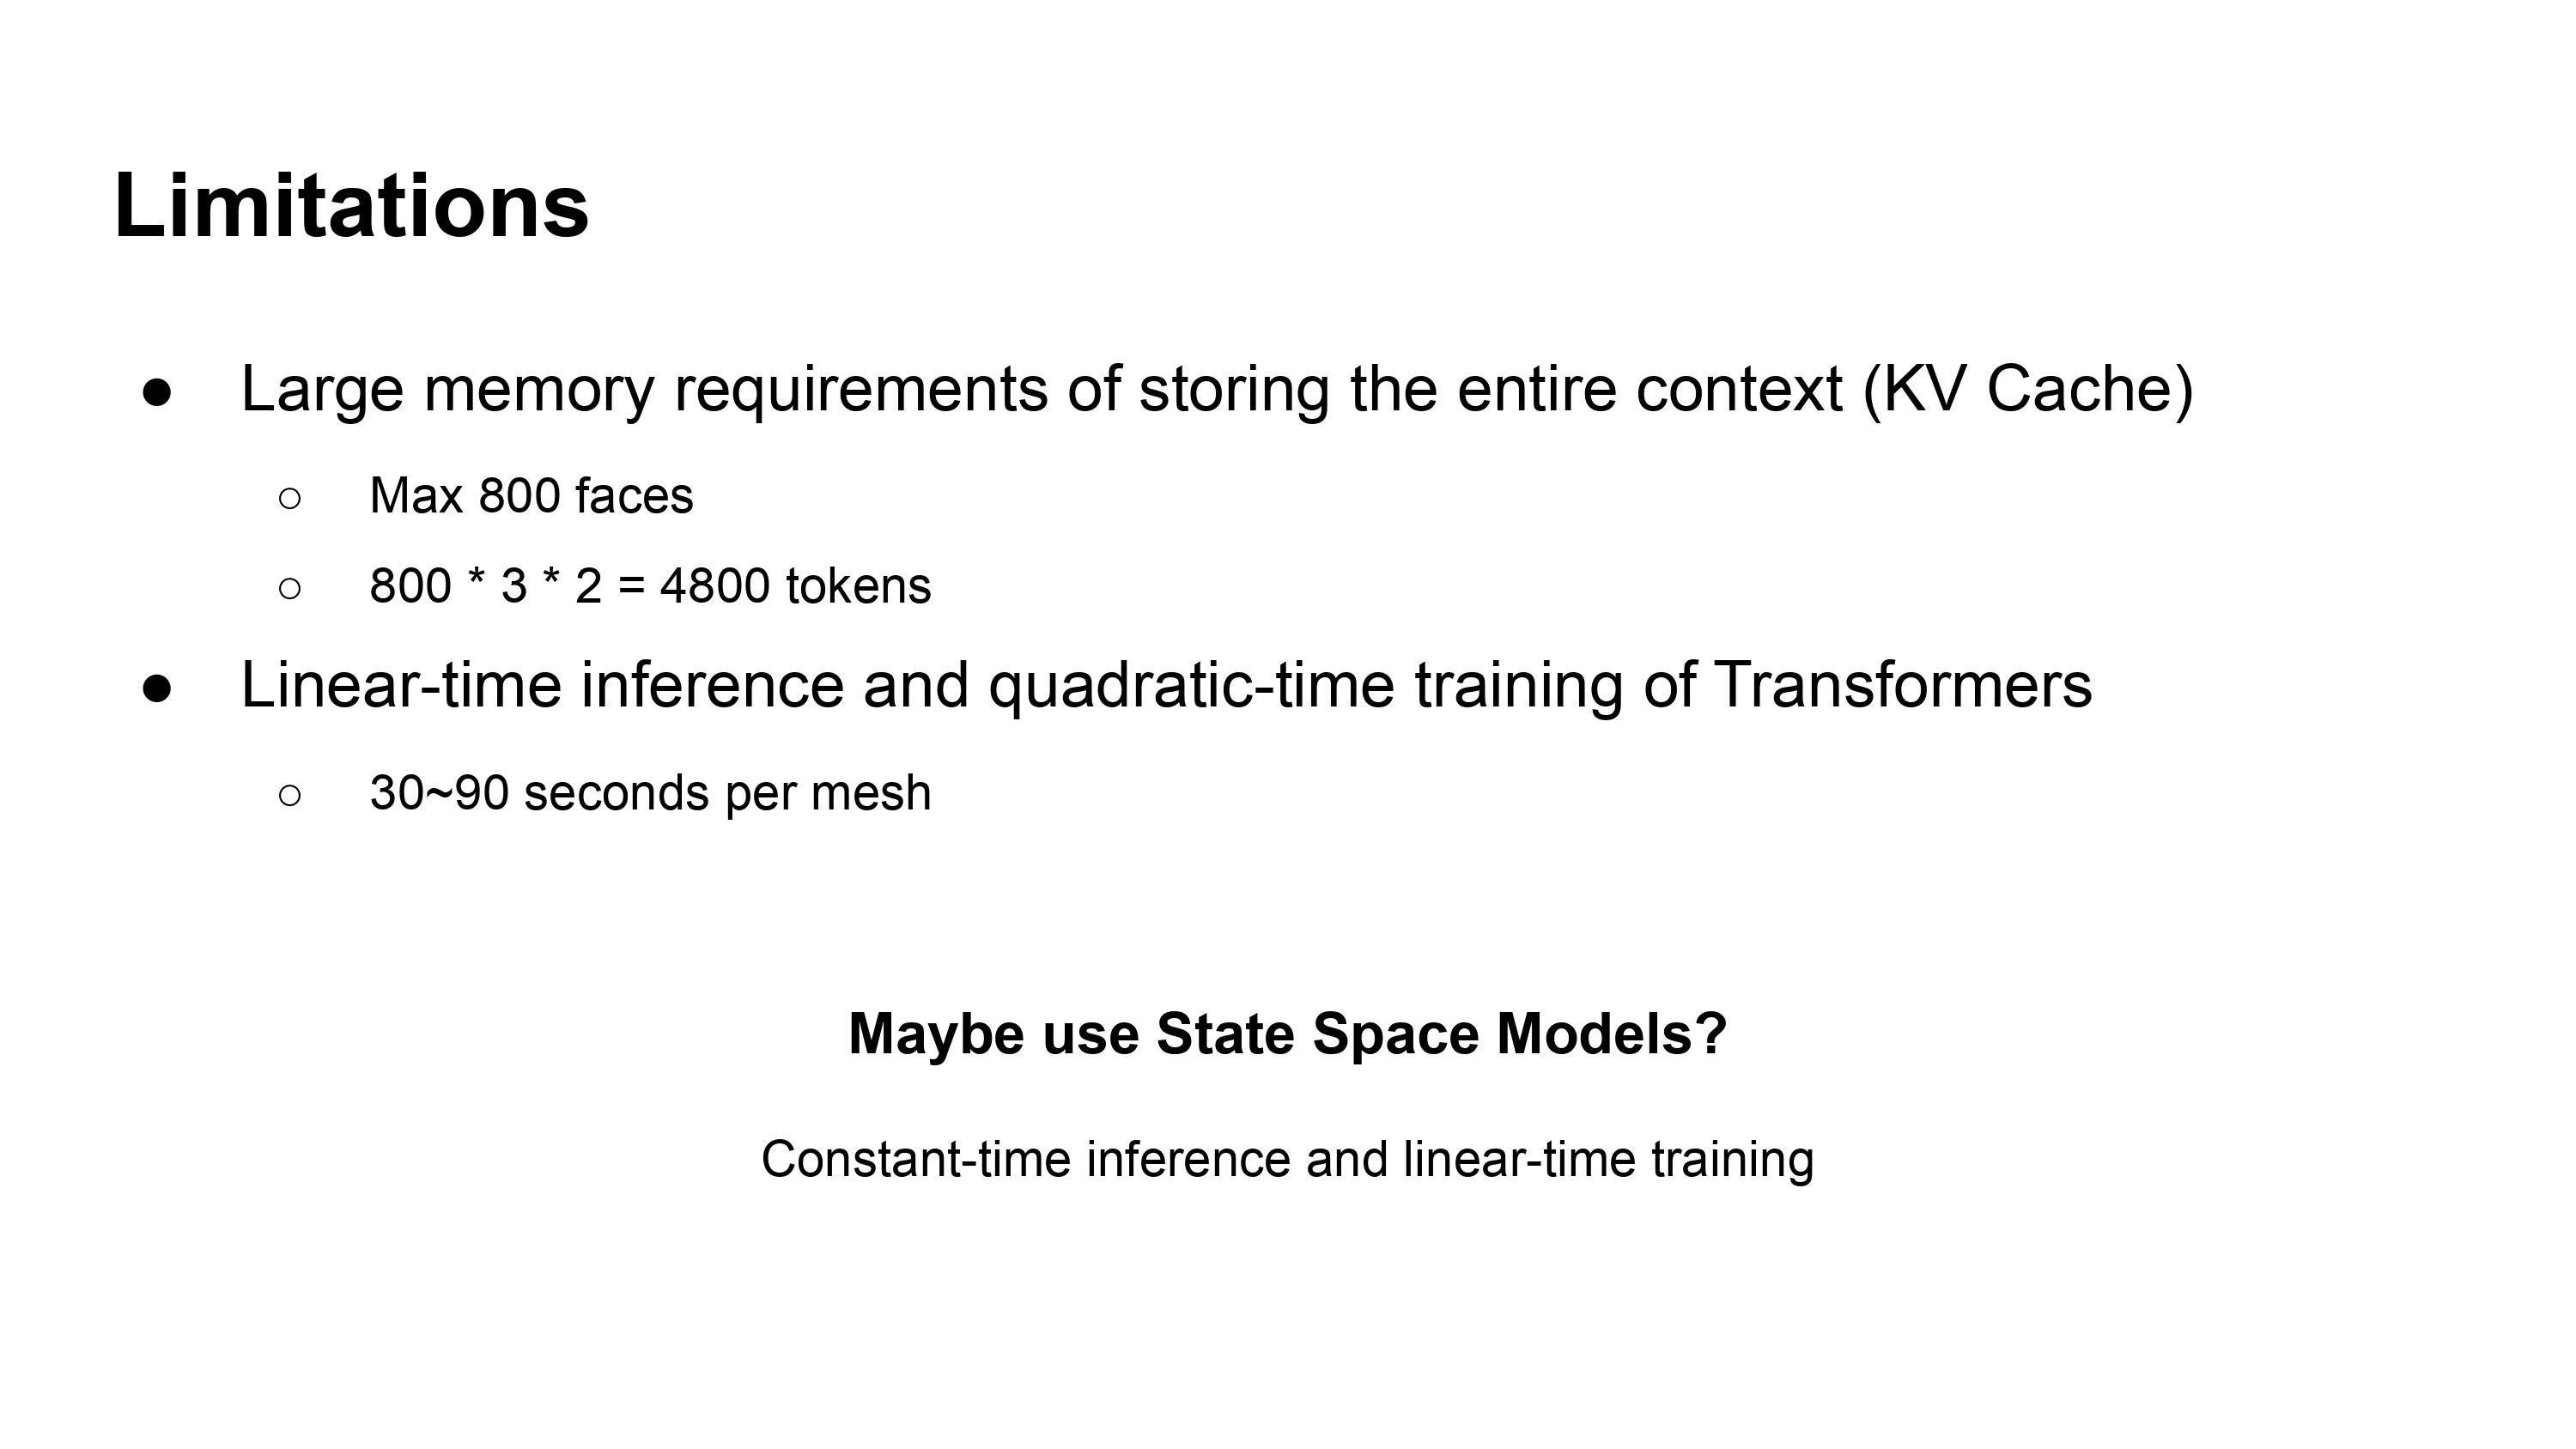 Limitations
● Large memory requirements of storing the entire context (KV Cache)
○ Max 800 faces
○ 800 * 3 * 2 = 4800 tokens
● Linear-time inference and quadratic-time training of Transformers
○ 30~90 seconds per mesh
Maybe use State Space Models?
Constant-time inference and linear-time training